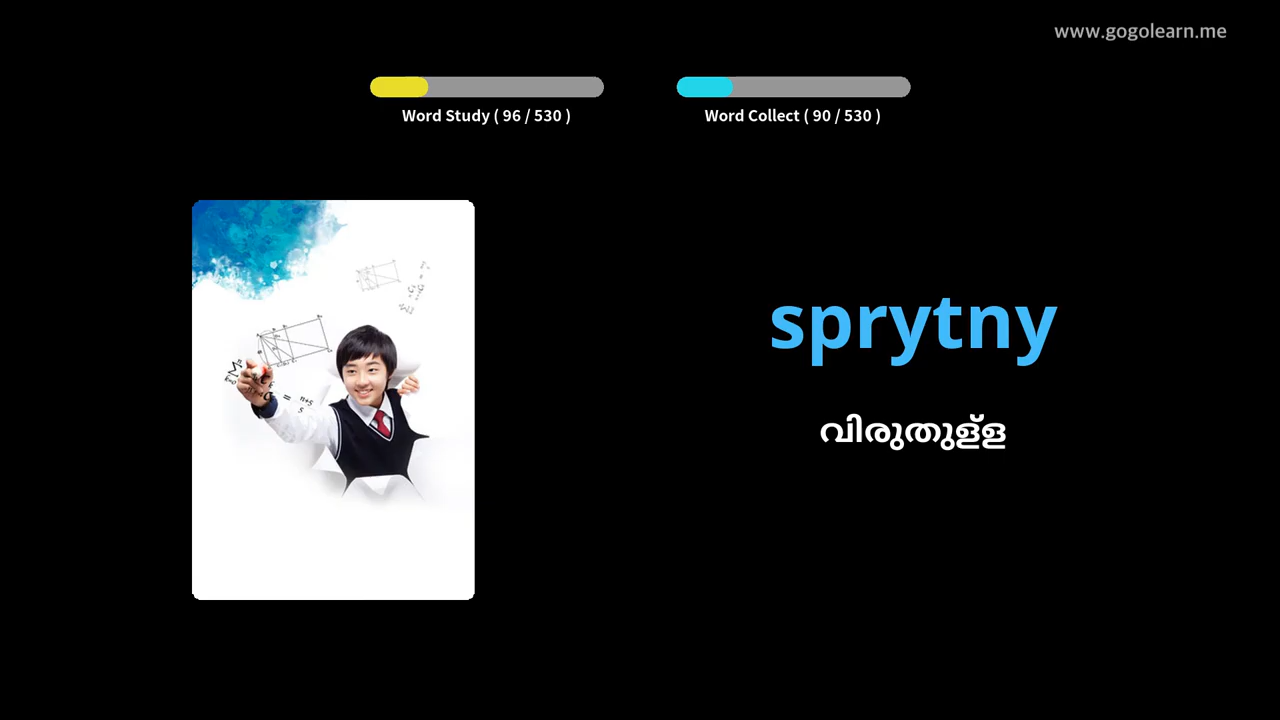 www.gogolearn.me
Word Study ( 96 / 530 )
Word Collect ( 90 / 530 )
sprytny
വിരുതുള്ള